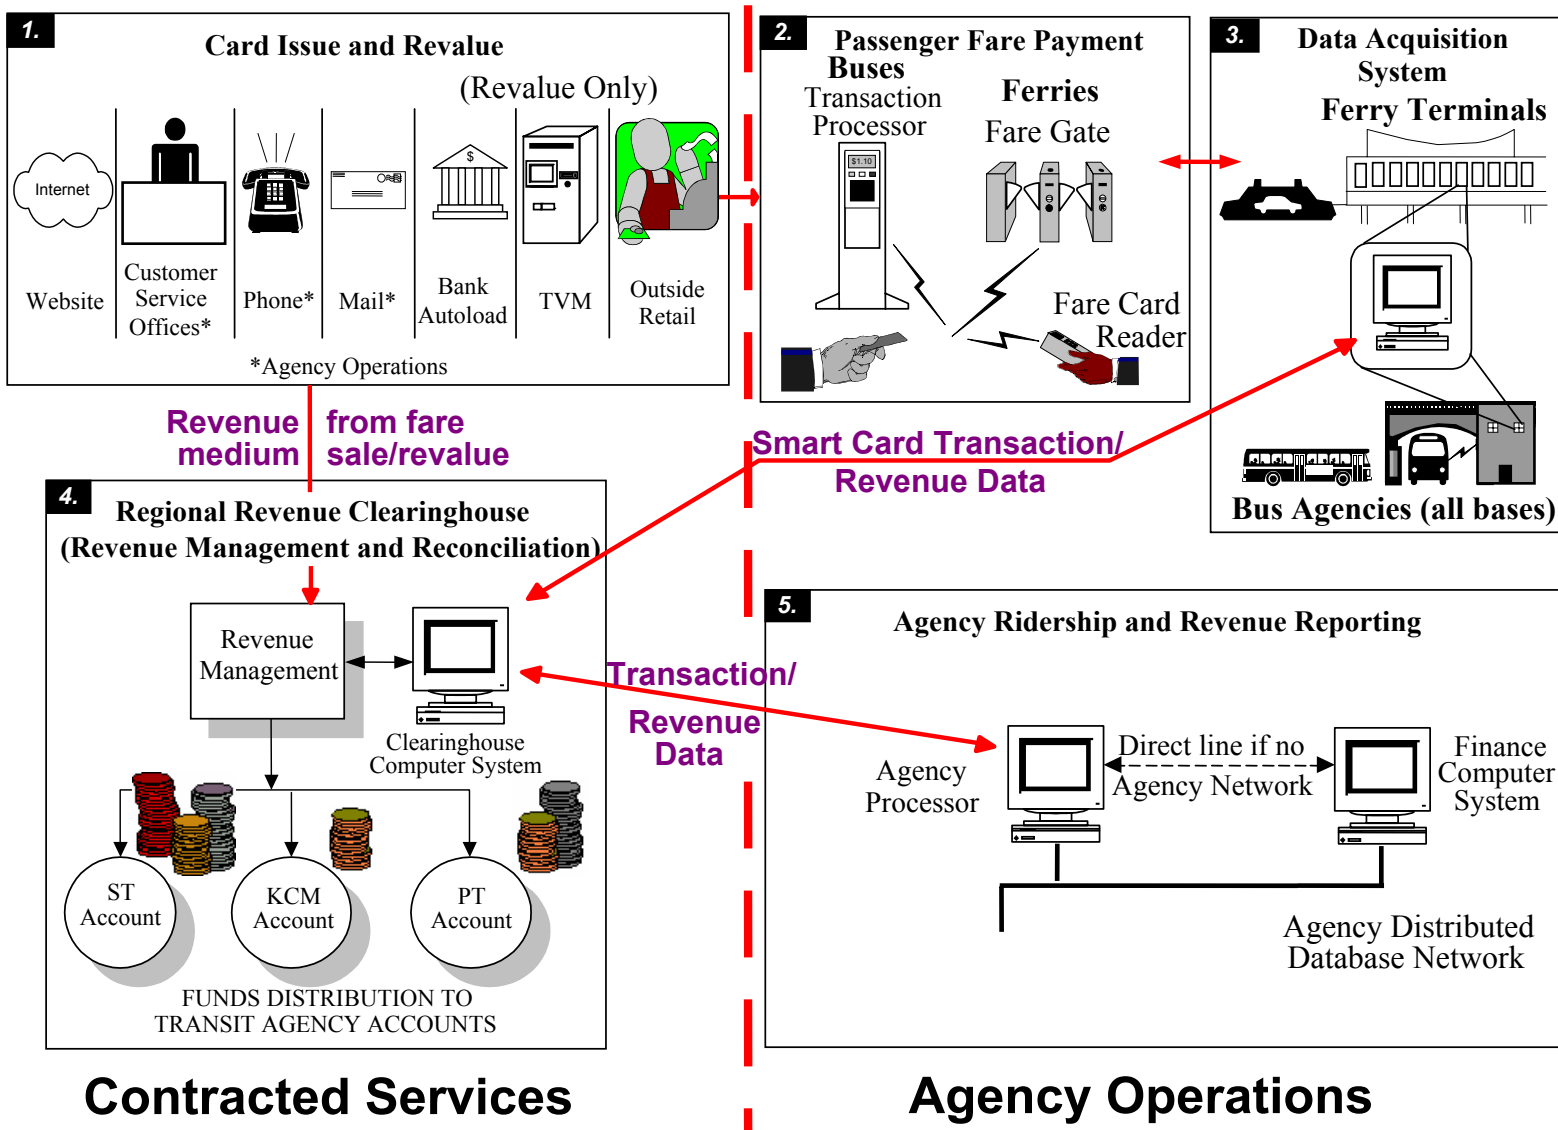 1.
Card Issue and Revalue
(Revalue Only)
Internet
$
Website
Customer
Service
Offices*
Phone*
Mail*
Bank
Autoload
TVM
Outside
Retail
*Agency Operations
2.
Passenger Fare Payment
Buses
Transaction
Processor
$1.10
Ferries
Fare Gate
Fare Card
Reader
3.
Data Acquisition
System
Ferry Terminals
Bus Agencies (all bases)
Revenue from fare
medium sale/revalue
Smart Card Transaction/
Revenue Data
4.
Regional Revenue Clearinghouse
(Revenue Management and Reconciliation)
Revenue
Management
Clearinghouse
Computer System
ST
Account
KCM
Account
PT
Account
FUNDS DISTRIBUTION TO
TRANSIT AGENCY ACCOUNTS
Transaction/
Revenue
Data
5.
Agency Ridership and Revenue Reporting
Agency
Processor
Direct line if no
Agency Network
Finance
Computer
System
Agency Distributed
Database Network
Contracted Services
Agency Operations